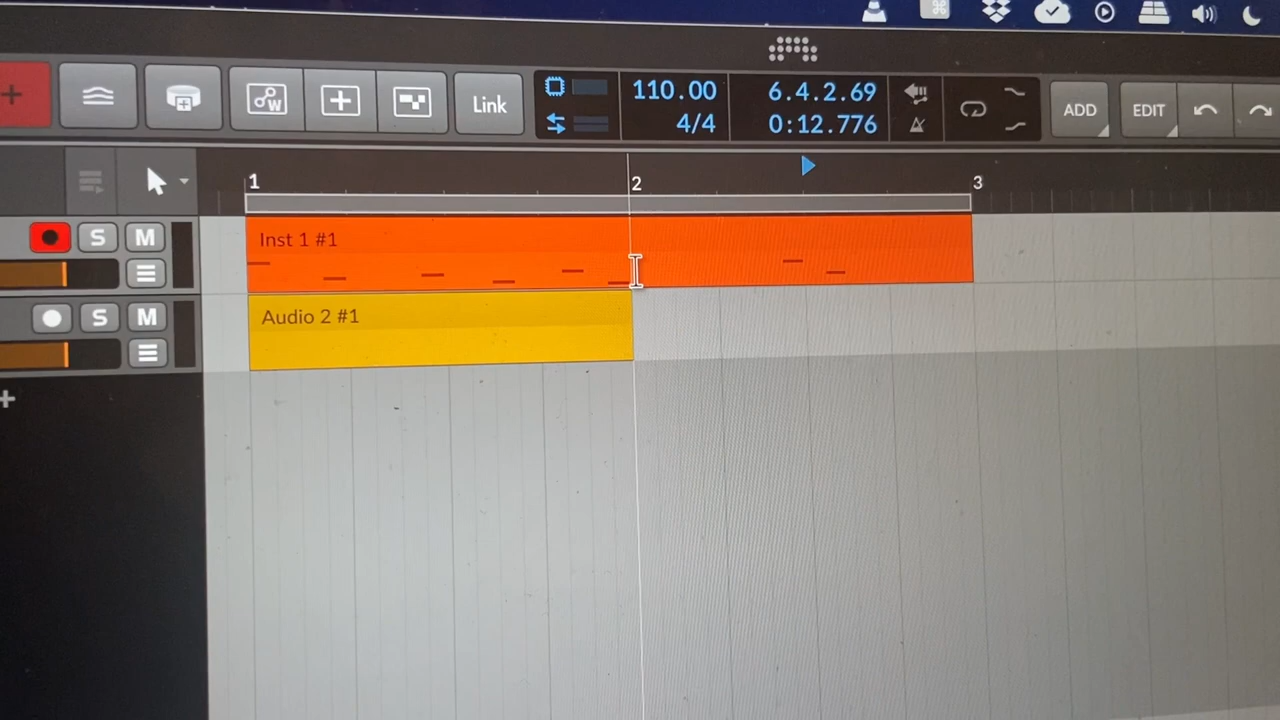 Link
110.00
4/4
6.4.2.69
0:12.776
ADD
EDIT
1
2
3
S M
Inst 1 #1
S M
Audio 2 #1